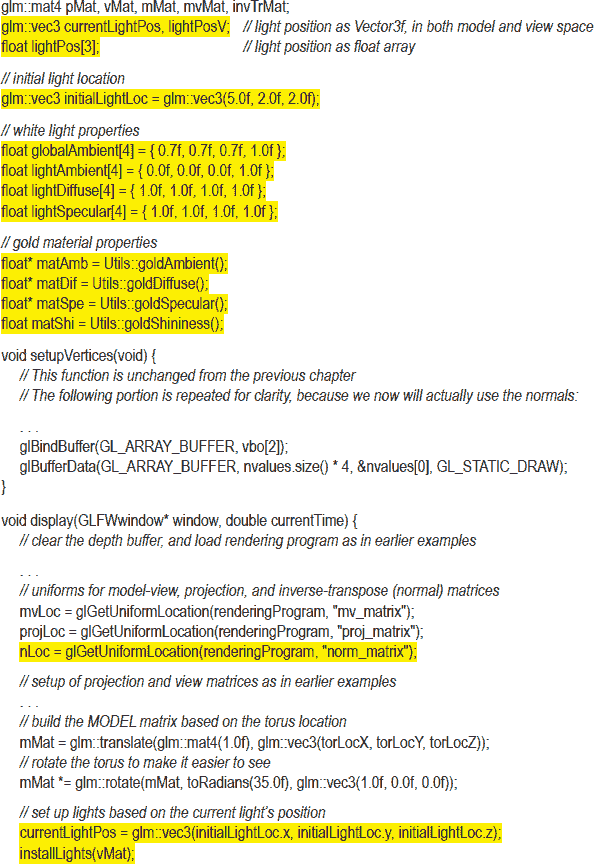 glm::mat4 pMat, vMat, mMat, mvMat, invTrMat;
glm::vec3 currentLightPos, lightPosV; // light position as Vector3f, in both model and view space
float lightPos[3]; // light position as float array
// initial light location
glm::vec3 initialLightLoc = glm::vec3(5.0f, 2.0f, 2.0f);
// white light properties
float globalAmbient[4] = { 0.7f, 0.7f, 0.7f, 1.0f };
float lightAmbient[4] = { 0.0f, 0.0f, 0.0f, 1.0f };
float lightDiffuse[4] = { 1.0f, 1.0f, 1.0f, 1.0f };
float lightSpecular[4] = { 1.0f, 1.0f, 1.0f, 1.0f };
// gold material properties
float* matAmb = Utils::goldAmbient();
float* matDif = Utils::goldDiffuse();
float* matSpe = Utils::goldSpecular();
float matShi = Utils::goldShininess();
void setupVertices(void) {
// This function is unchanged from the previous chapter
// The following portion is repeated for clarity, because we now will actually use the normals:
. . .
glBindBuffer(GL_ARRAY_BUFFER, vbo[2]);
glBufferData(GL_ARRAY_BUFFER, nvalues.size() * 4, &nvalues[0], GL_STATIC_DRAW);
}
void display(GLFWwindow* window, double currentTime) {
// clear the depth buffer, and load rendering program as in earlier examples
. . .
// uniforms for model-view, projection, and inverse-transpose (normal) matrices
mvLoc = glGetUniformLocation(renderingProgram, "mv_matrix");
projLoc = glGetUniformLocation(renderingProgram, "proj_matrix");
nLoc = glGetUniformLocation(renderingProgram, "norm_matrix");
// setup of projection and view matrices as in earlier examples
. . .
// build the MODEL matrix based on the torus location
mMat = glm::translate(glm::mat4(1.0f), glm::vec3(torLocX, torLocY, torLocZ));
// rotate the torus to make it easier to see
mMat *= glm::rotate(mMat, toRadians(35.0f), glm::vec3(1.0f, 0.0f, 0.0f));
// set up lights based on the current light's position
currentLightPos = glm::vec3(initialLightLoc.x, initialLightLoc.y, initialLightLoc.z);
installLights(vMat);